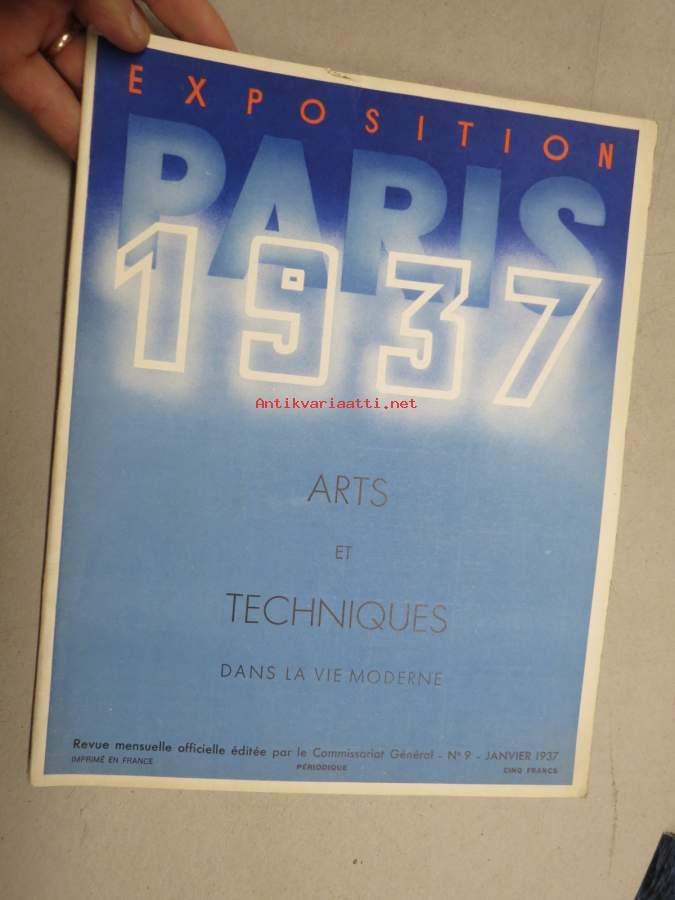 EXPOSITION
PARIS
1937
Antikvariaatti.net
ARTS
ET
TECHNIQUES
DANS LA VIE MODERNE
Revue mensuelle officielle éditée par le Commissariat Général - N° 9 - JANVIER 1937
IMPRIMÉ EN FRANCE PÉRIODIQUE CINQ FRANCS